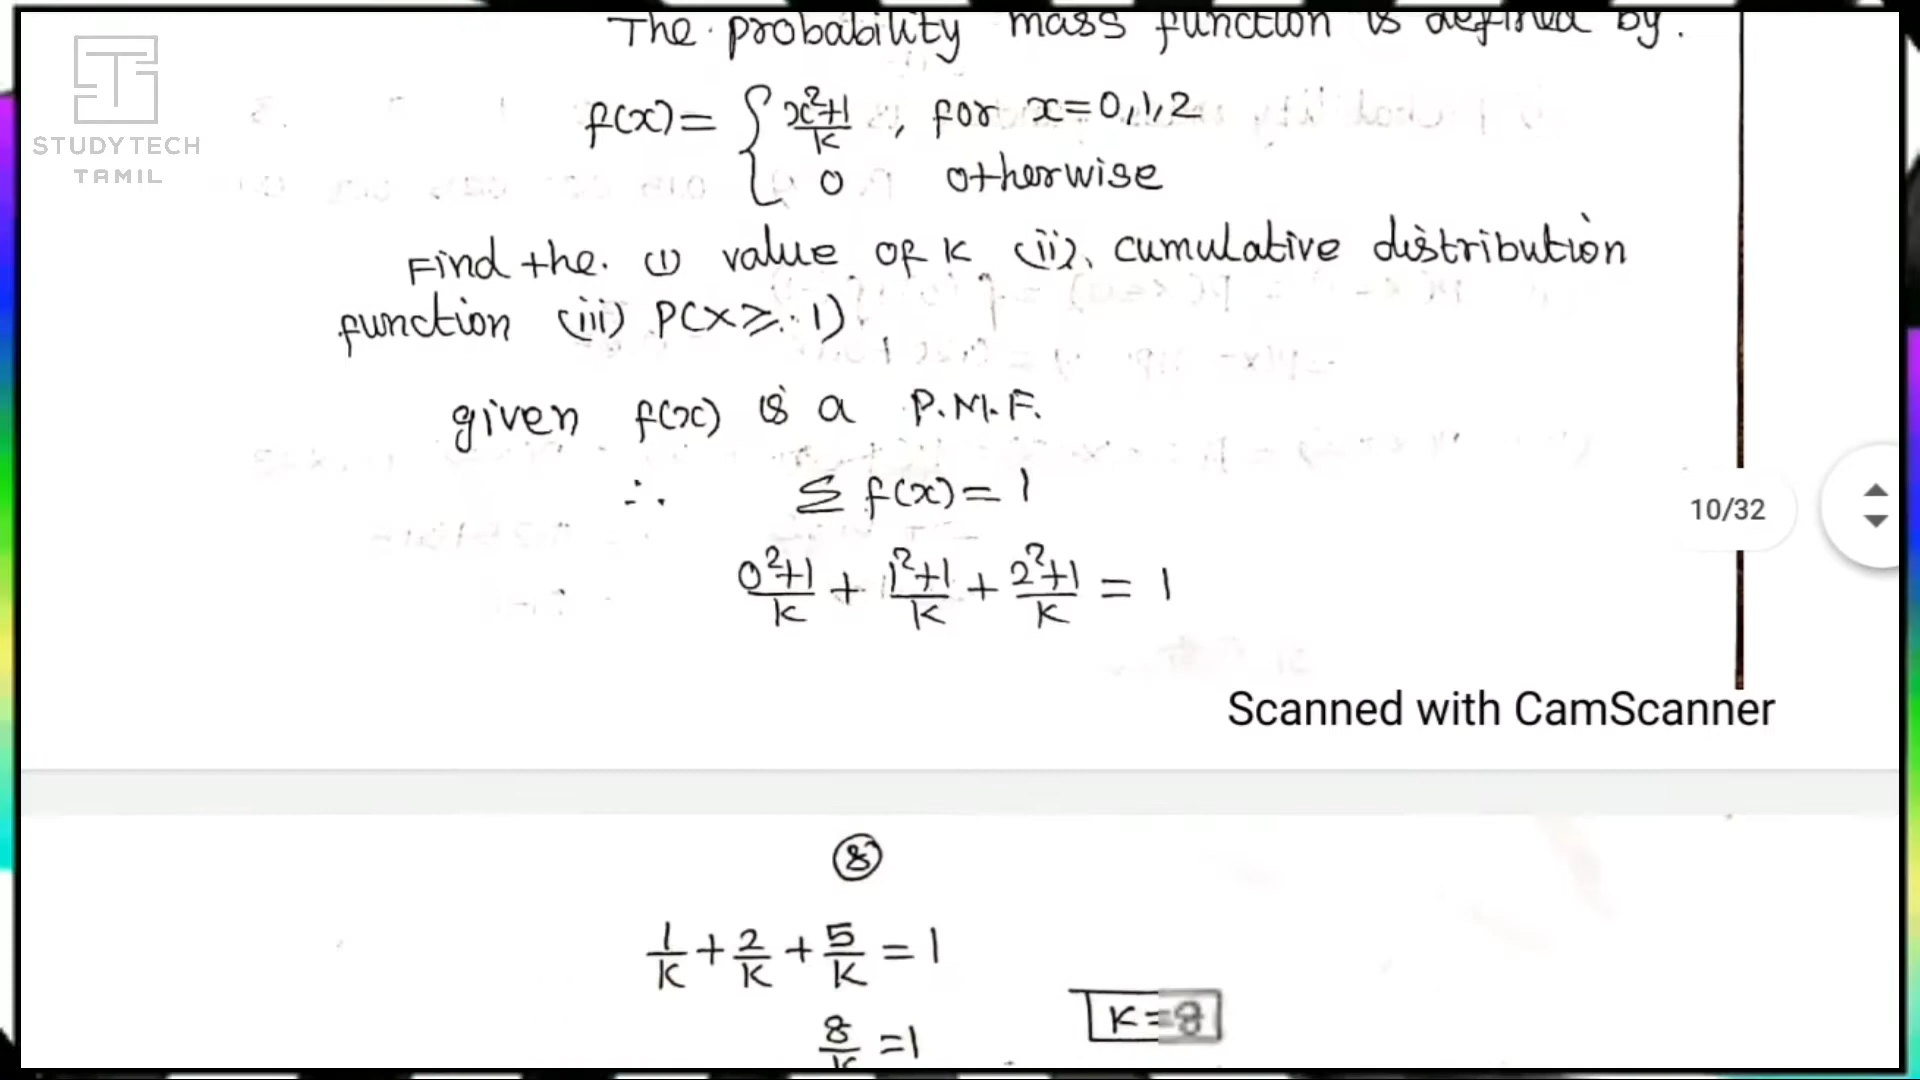 The probability mass function is defined by.
STUDYTECH
TAMIL
f(x) = { x²+1/K , for x=0,1,2
0 otherwise
Find the. (i) value of K (ii). cumulative distribution
function (iii) P(X ≥ 1)
given f(x) is a P.M.F.
∴ Σ f(x) = 1
10/32
0²+1/K + 1²+1/K + 2²+1/K = 1
Scanned with CamScanner
8
1/K + 2/K + 5/K = 1
K = 8
8/K = 1